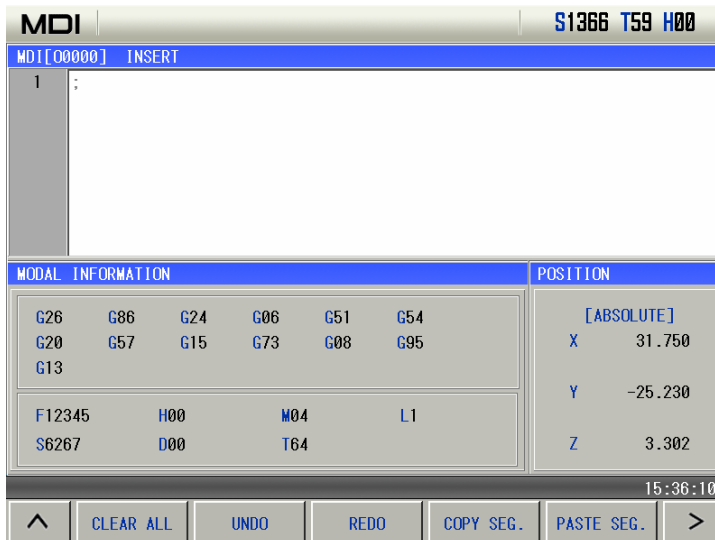 MDI S1366 T59 H00
MDI[O0000] INSERT
1 ;
MODAL INFORMATION POSITION
G26 G86 G24 G06 G51 G54 [ABSOLUTE]
G20 G57 G15 G73 G08 G95 X 31.750
G13
Y -25.230
F12345 H00 M04 L1
S6267 D00 T64 Z 3.302
15:36:10
CLEAR ALL UNDO REDO COPY SEG. PASTE SEG. >